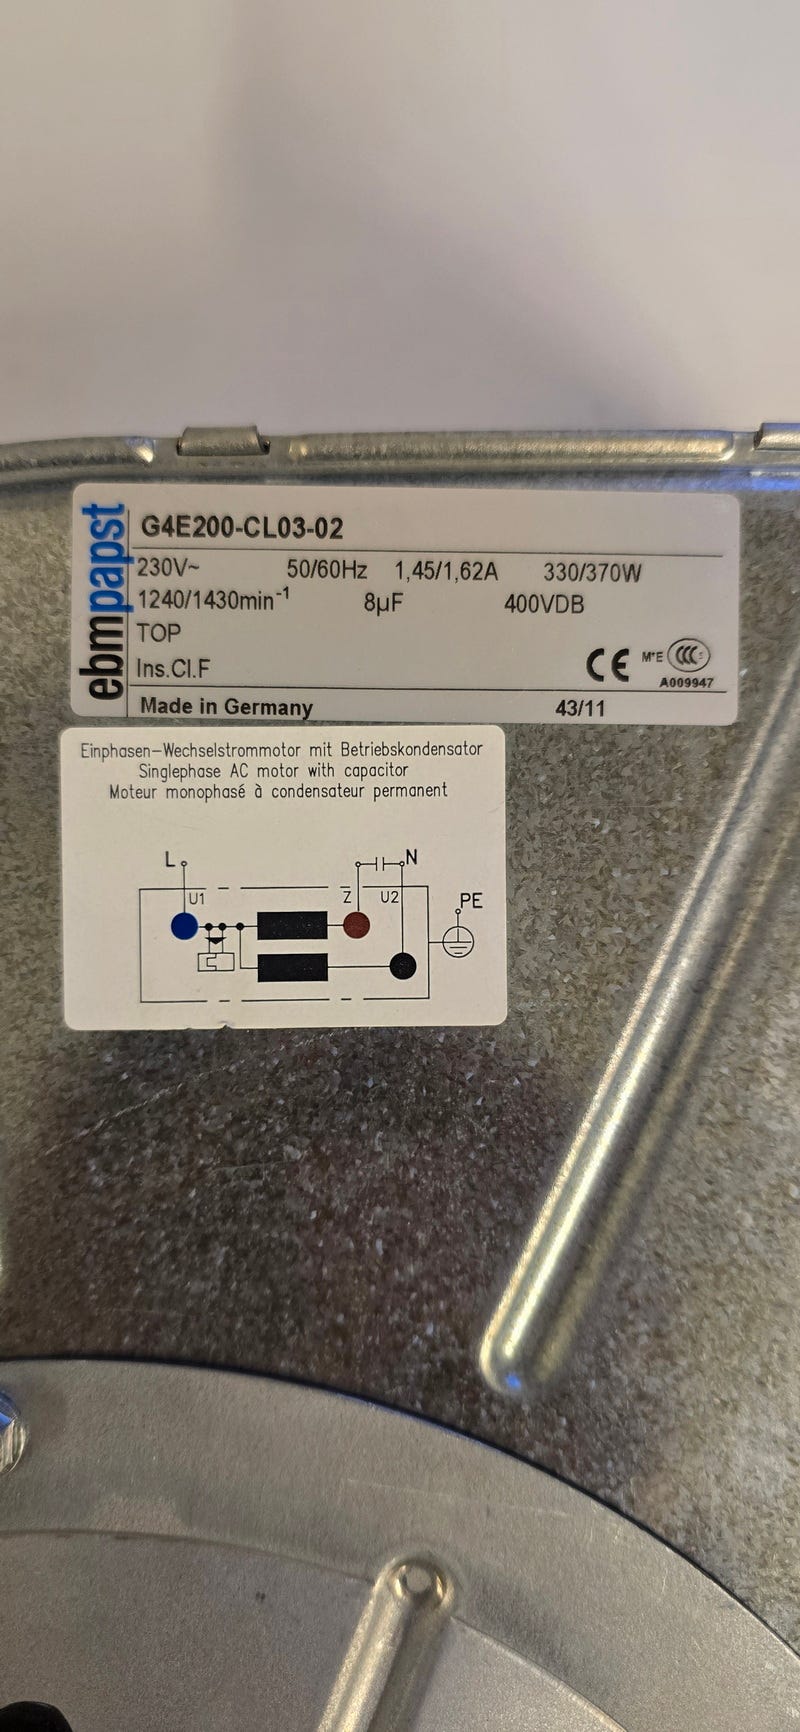 ebmpapst
G4E200-CL03-02
230V~ 50/60Hz 1,45/1,62A 330/370W
1240/1430min⁻¹ 8µF 400VDB
TOP
Ins.Cl.F
CE M*E CCC S
A009947
Made in Germany 43/11
Einphasen-Wechselstrommotor mit Betriebskondensator
Singlephase AC motor with capacitor
Moteur monophasé à condensateur permanent
L N
U1 Z U2 PE